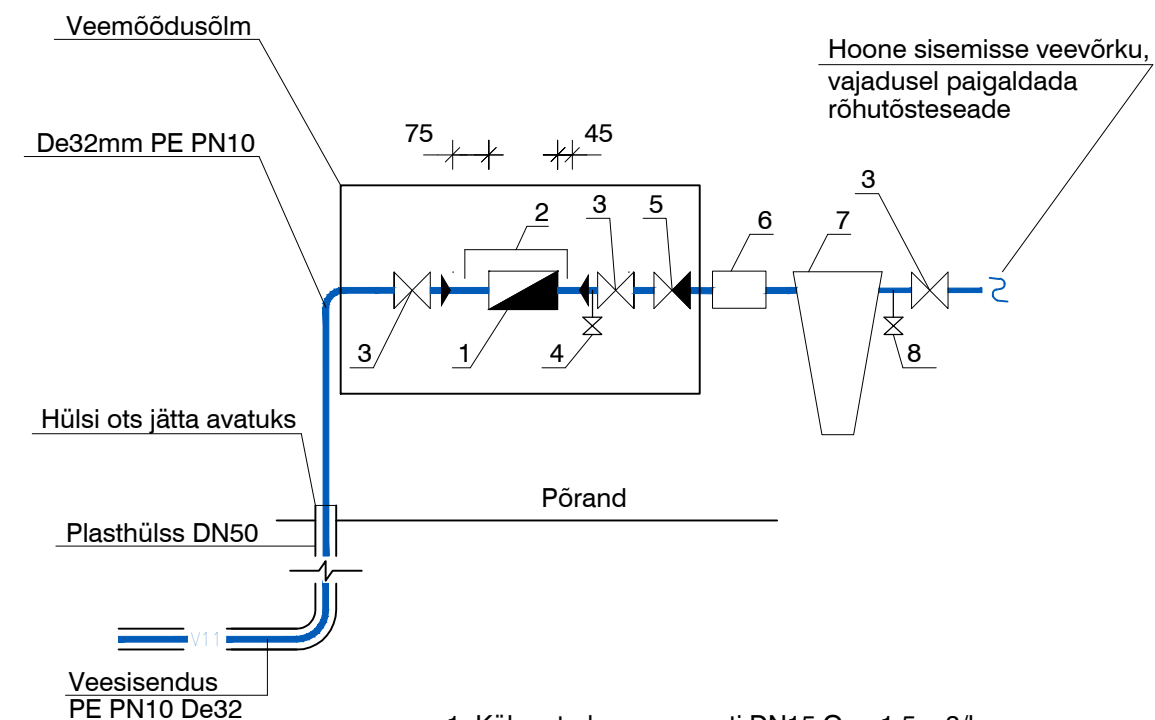 Veemõõdusõlm
Hoone sisemisse veevõrku,
vajadusel paigaldada
rõhutõsteseade
De32mm PE PN10
75
45
2
3
5
6
7
3
3
1
4
8
Hülsi ots jätta avatuks
Põrand
Plasthülss DN50
V11
Veesisendus
PE PN10 De32
DN15